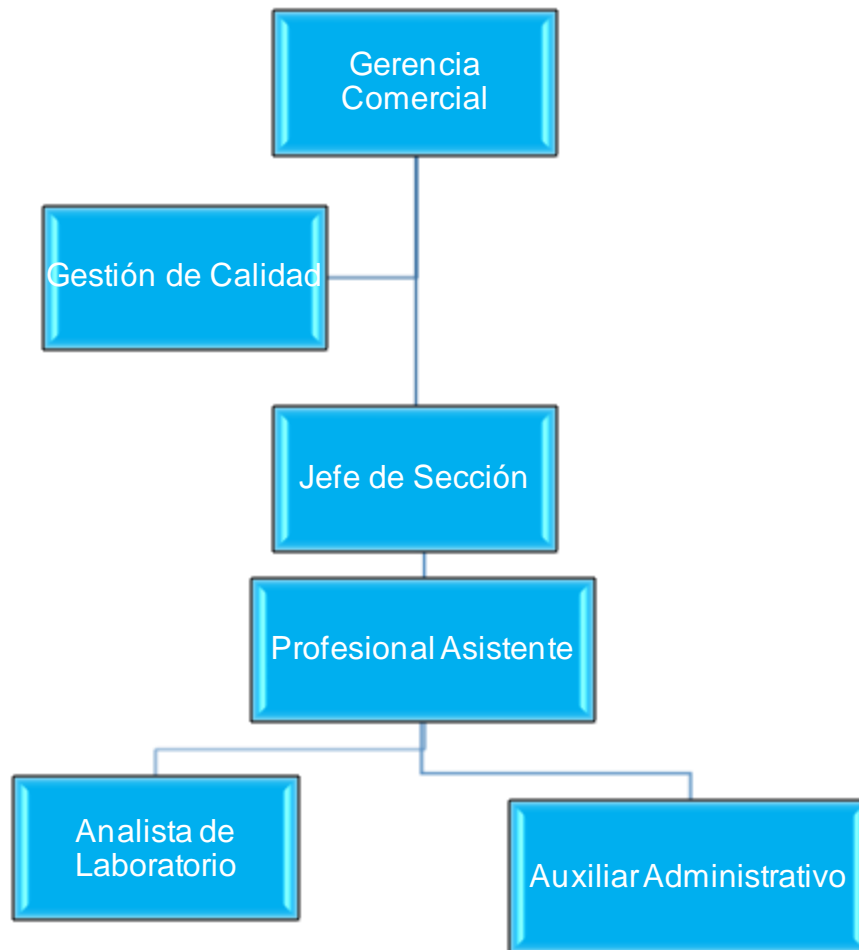 Gerencia
Comercial
Gestión de Calidad
Jefe de Sección
Profesional Asistente
Analista de
Laboratorio
Auxiliar Administrativo